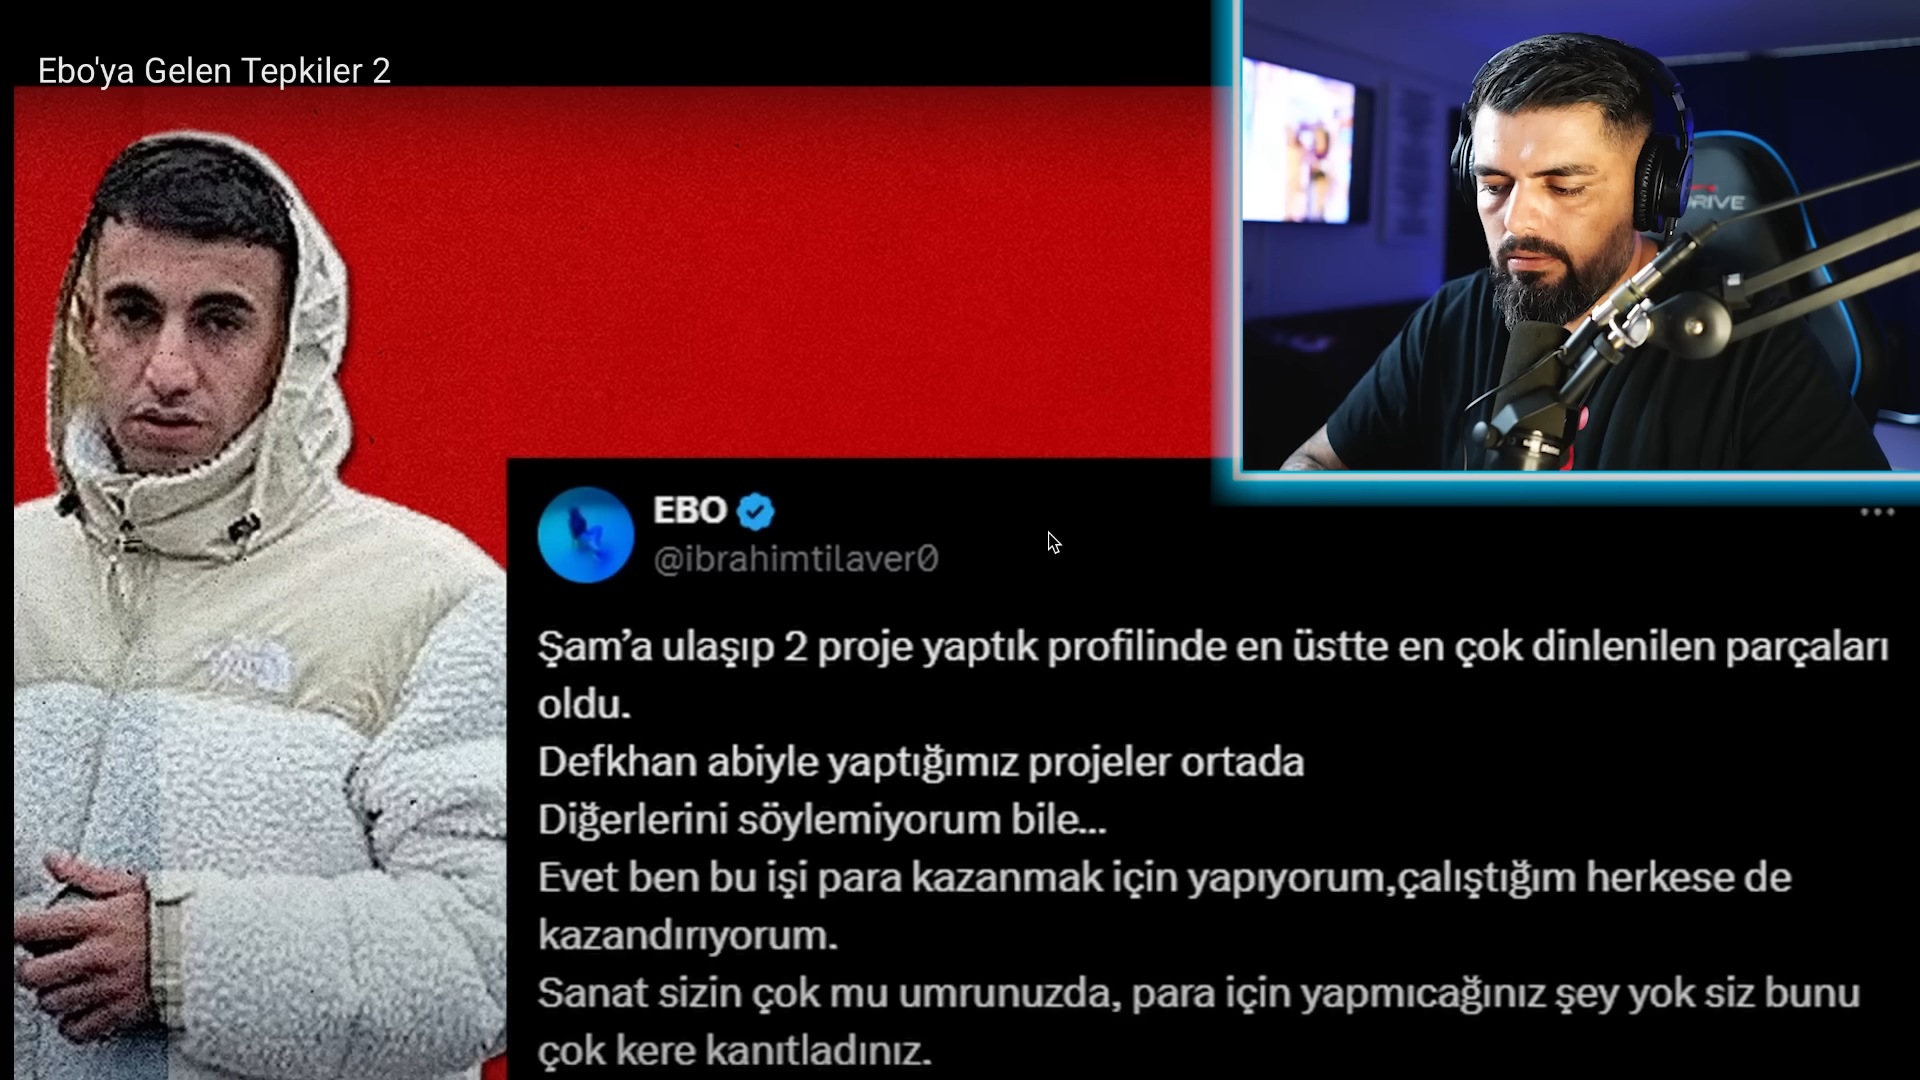 Ebo'ya Gelen Tepkiler 2
RIVE
EBO
@ibrahimtilaver0
Şam’a ulaşıp 2 proje yaptık profilinde en üstte en çok dinlenilen parçaları
oldu.
Defkhan abiyle yaptığımız projeler ortada
Diğerlerini söylemiyorum bile...
Evet ben bu işi para kazanmak için yapıyorum,çalıştığım herkese de
kazandırıyorum.
Sanat sizin çok mu umrunuzda, para için yapmıcağınız şey yok siz bunu
çok kere kanıtladınız.